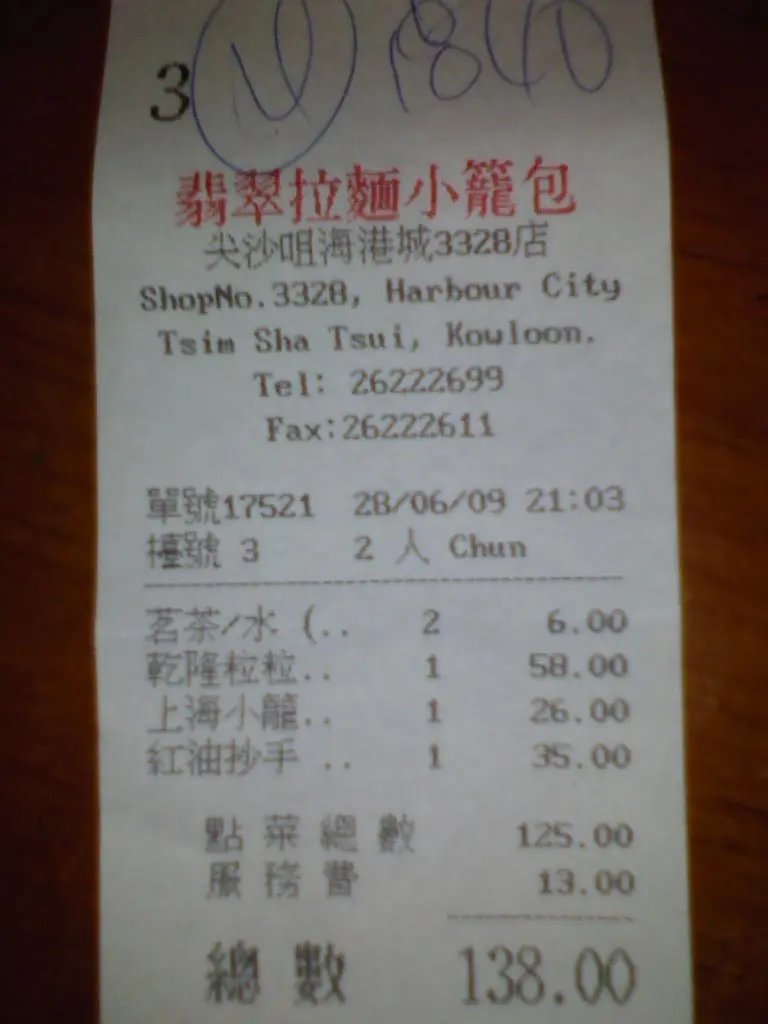 3
翡翠拉麵小籠包
尖沙咀海港城3328店
ShopNo.3328, Harbour City
Tsim Sha Tsui, Kowloon.
Tel: 26222699
Fax:26222611
單號17521 28/06/09 21:03
檯號 3 2 人 Chun
茗茶/水 (.. 2 6.00
乾隆粒粒.. 1 58.00
上海小籠.. 1 26.00
紅油抄手 .. 1 35.00
點菜總數 125.00
服務費 13.00
總數 138.00